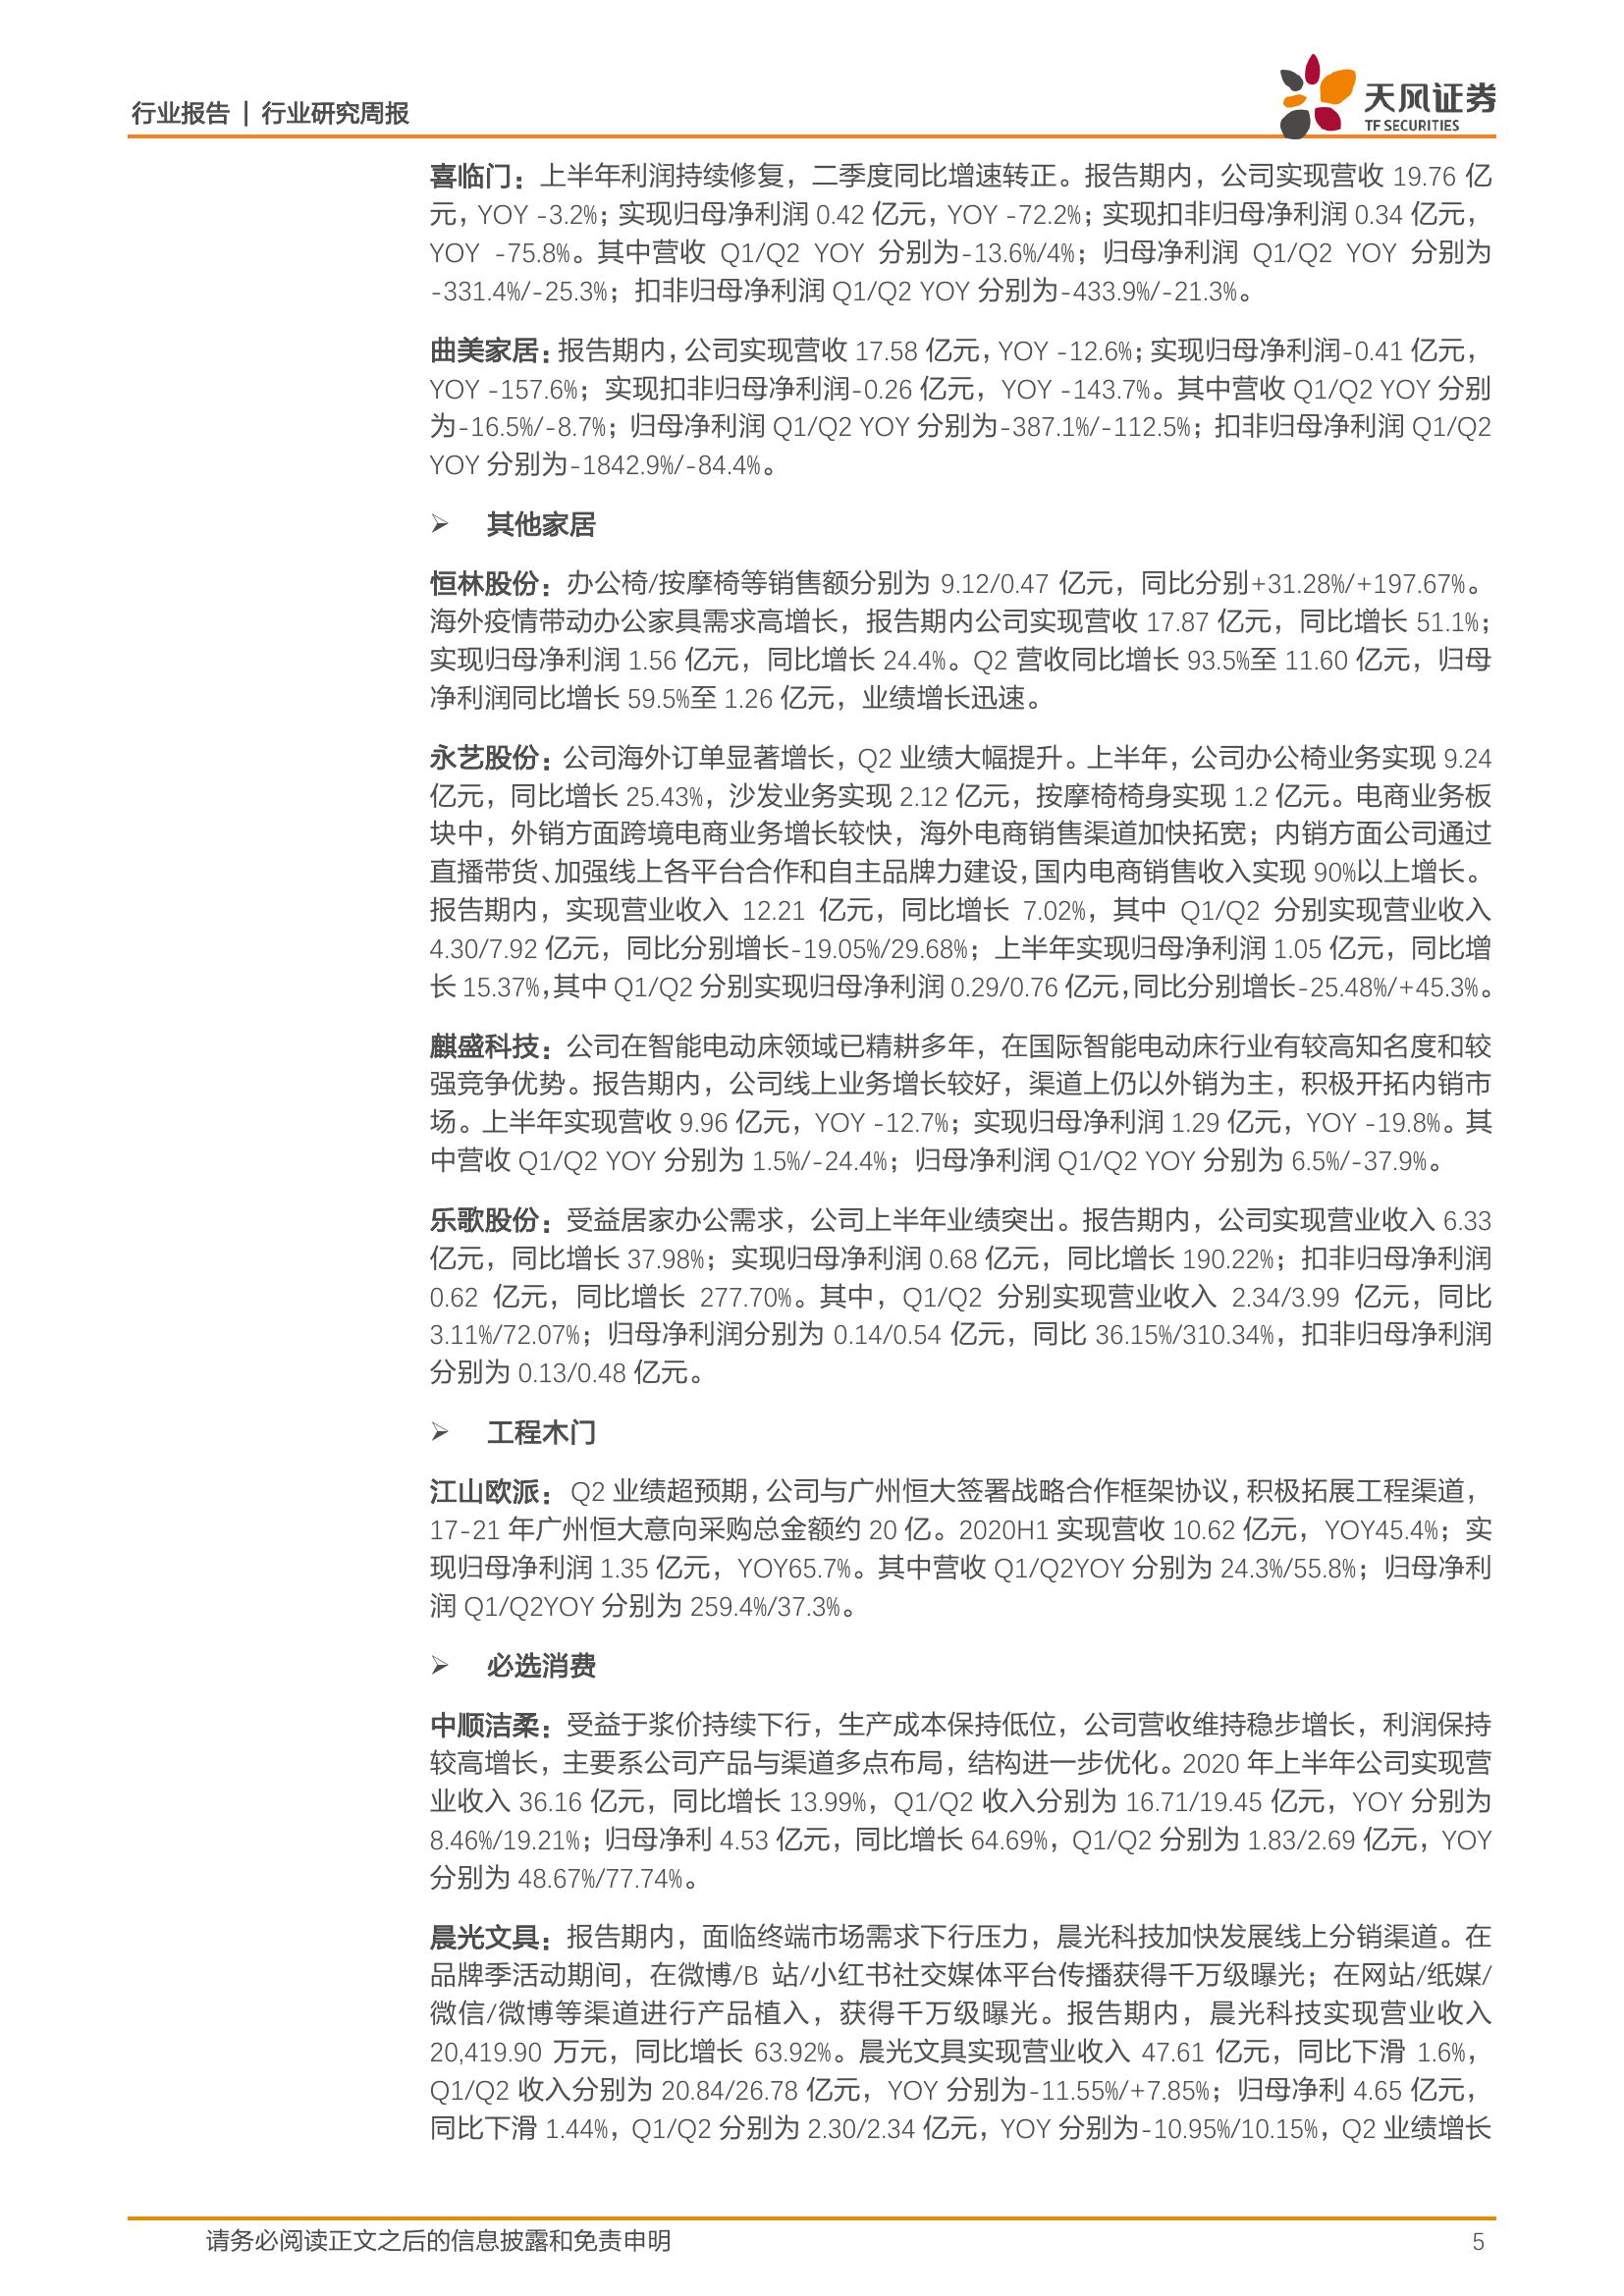 行业报告 | 行业研究周报
天风证券
TF SECURITIES
喜临门：上半年利润持续修复，二季度同比增速转正。报告期内，公司实现营收 19.76 亿
元，YOY -3.2%；实现归母净利润 0.42 亿元，YOY -72.2%；实现扣非归母净利润 0.34 亿元，
YOY -75.8%。其中营收 Q1/Q2 YOY 分别为-13.6%/4%；归母净利润 Q1/Q2 YOY 分别为
-331.4%/-25.3%；扣非归母净利润 Q1/Q2 YOY 分别为-433.9%/-21.3%。
曲美家居：报告期内，公司实现营收 17.58 亿元，YOY -12.6%；实现归母净利润-0.41 亿元，
YOY -157.6%；实现扣非归母净利润-0.26 亿元，YOY -143.7%。其中营收 Q1/Q2 YOY 分别
为-16.5%/-8.7%；归母净利润 Q1/Q2 YOY 分别为-387.1%/-112.5%；扣非归母净利润 Q1/Q2
YOY 分别为-1842.9%/-84.4%。
➢ 其他家居
恒林股份：办公椅/按摩椅等销售额分别为 9.12/0.47 亿元，同比分别+31.28%/+197.67%。
海外疫情带动办公家具需求高增长，报告期内公司实现营收 17.87 亿元，同比增长 51.1%；
实现归母净利润 1.56 亿元，同比增长 24.4%。Q2 营收同比增长 93.5%至 11.60 亿元，归母
净利润同比增长 59.5%至 1.26 亿元，业绩增长迅速。
永艺股份：公司海外订单显著增长，Q2 业绩大幅提升。上半年，公司办公椅业务实现 9.24
亿元，同比增长 25.43%，沙发业务实现 2.12 亿元，按摩椅椅身实现 1.2 亿元。电商业务板
块中，外销方面跨境电商业务增长较快，海外电商销售渠道加快拓宽；内销方面公司通过
直播带货、加强线上各平台合作和自主品牌力建设，国内电商销售收入实现 90%以上增长。
报告期内，实现营业收入 12.21 亿元，同比增长 7.02%，其中 Q1/Q2 分别实现营业收入
4.30/7.92 亿元，同比分别增长-19.05%/29.68%；上半年实现归母净利润 1.05 亿元，同比增
长 15.37%，其中 Q1/Q2 分别实现归母净利润 0.29/0.76 亿元，同比分别增长-25.48%/+45.3%。
麒盛科技：公司在智能电动床领域已精耕多年，在国际智能电动床行业有较高知名度和较
强竞争优势。报告期内，公司线上业务增长较好，渠道上仍以外销为主，积极开拓内销市
场。上半年实现营收 9.96 亿元，YOY -12.7%；实现归母净利润 1.29 亿元，YOY -19.8%。其
中营收 Q1/Q2 YOY 分别为 1.5%/-24.4%；归母净利润 Q1/Q2 YOY 分别为 6.5%/-37.9%。
乐歌股份：受益居家办公需求，公司上半年业绩突出。报告期内，公司实现营业收入 6.33
亿元，同比增长 37.98%；实现归母净利润 0.68 亿元，同比增长 190.22%；扣非归母净利润
0.62 亿元，同比增长 277.70%。其中，Q1/Q2 分别实现营业收入 2.34/3.99 亿元，同比
3.11%/72.07%；归母净利润分别为 0.14/0.54 亿元，同比 36.15%/310.34%，扣非归母净利润
分别为 0.13/0.48 亿元。
➢ 工程木门
江山欧派：Q2 业绩超预期，公司与广州恒大签署战略合作框架协议，积极拓展工程渠道，
17-21 年广州恒大意向采购总金额约 20 亿。2020H1 实现营收 10.62 亿元，YOY45.4%；实
现归母净利润 1.35 亿元，YOY65.7%。其中营收 Q1/Q2YOY 分别为 24.3%/55.8%；归母净利
润 Q1/Q2YOY 分别为 259.4%/37.3%。
➢ 必选消费
中顺洁柔：受益于浆价持续下行，生产成本保持低位，公司营收维持稳步增长，利润保持
较高增长，主要系公司产品与渠道多点布局，结构进一步优化。2020 年上半年公司实现营
业收入 36.16 亿元，同比增长 13.99%，Q1/Q2 收入分别为 16.71/19.45 亿元，YOY 分别为
8.46%/19.21%；归母净利 4.53 亿元，同比增长 64.69%，Q1/Q2 分别为 1.83/2.69 亿元，YOY
分别为 48.67%/77.74%。
晨光文具：报告期内，面临终端市场需求下行压力，晨光科技加快发展线上分销渠道。在
品牌季活动期间，在微博/B 站/小红书社交媒体平台传播获得千万级曝光；在网站/纸媒/
微信/微博等渠道进行产品植入，获得千万级曝光。报告期内，晨光科技实现营业收入
20,419.90 万元，同比增长 63.92%。晨光文具实现营业收入 47.61 亿元，同比下滑 1.6%，
Q1/Q2 收入分别为 20.84/26.78 亿元，YOY 分别为-11.55%/+7.85%；归母净利 4.65 亿元，
同比下滑 1.44%，Q1/Q2 分别为 2.30/2.34 亿元，YOY 分别为-10.95%/10.15%，Q2 业绩增长
请务必阅读正文之后的信息披露和免责申明
5